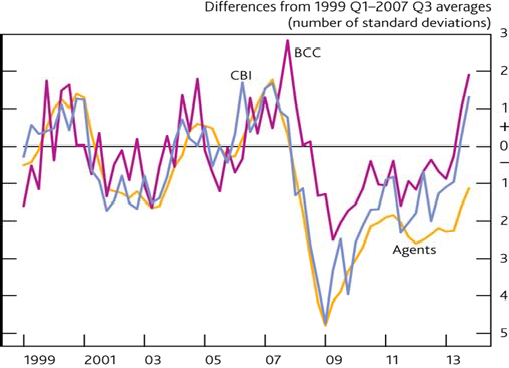 Differences from 1999 Q1–2007 Q3 averages
(number of standard deviations)
3
BCC
CBI
2
1
+
0
–
1
2
Agents
3
4
5
1999 2001 03 05 07 09 11 13